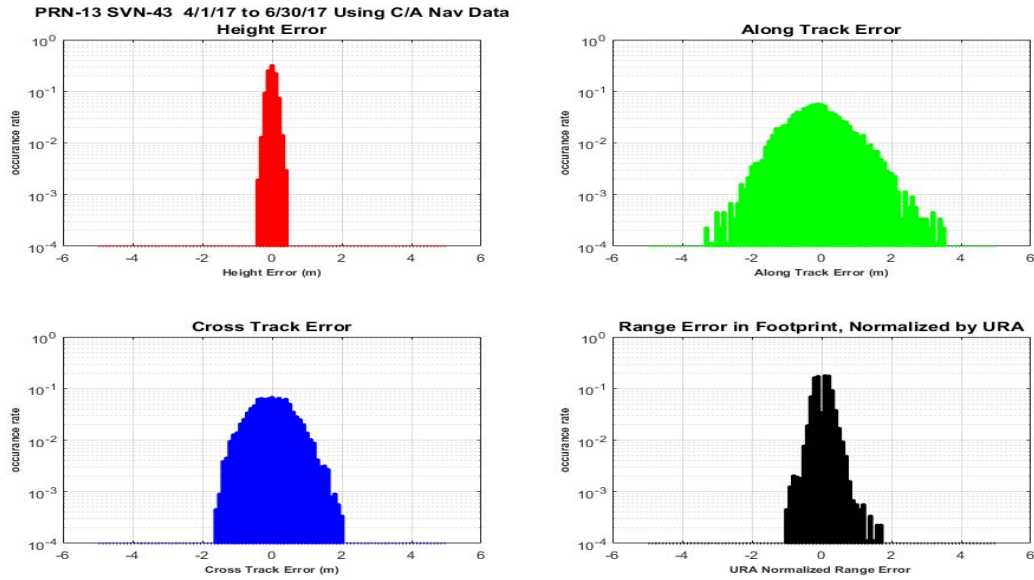 PRN-13 SVN-43 4/1/17 to 6/30/17 Using C/A Nav Data
Height Error
10^0
10^-1
10^-2
10^-3
10^-4
occurance rate
-6 -4 -2 0 2 4 6
Height Error (m)
Along Track Error
10^0
10^-1
10^-2
10^-3
10^-4
occurance rate
-6 -4 -2 0 2 4 6
Along Track Error (m)
Cross Track Error
10^0
10^-1
10^-2
10^-3
10^-4
occurance rate
-6 -4 -2 0 2 4 6
Cross Track Error (m)
Range Error in Footprint, Normalized by URA
10^0
10^-1
10^-2
10^-3
10^-4
occurance rate
-6 -4 -2 0 2 4 6
URA Normalized Range Error